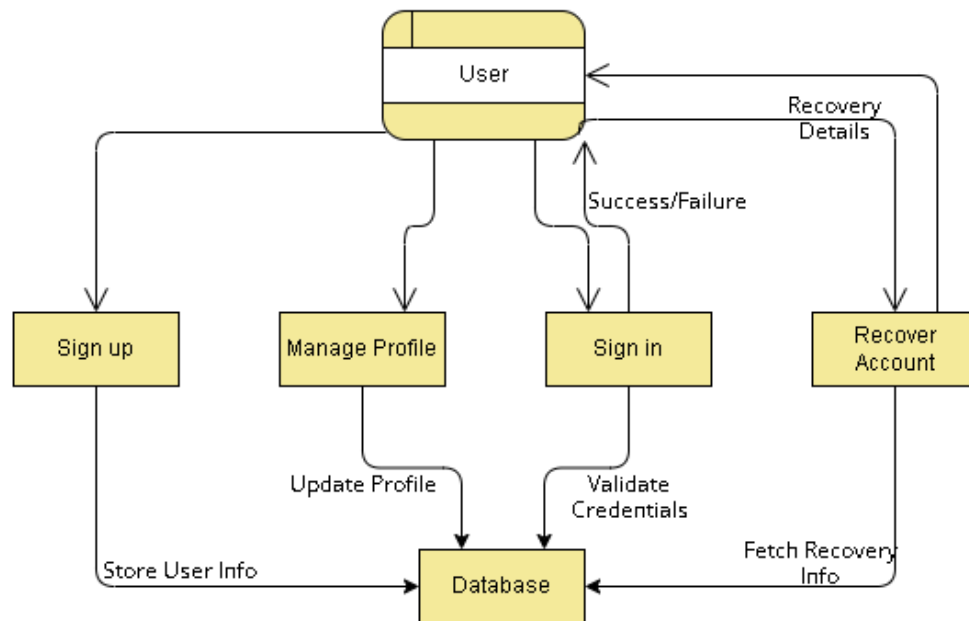 User
Recovery
Details
Success/Failure
Sign up
Manage Profile
Sign in
Recover
Account
Update Profile
Validate
Credentials
Store User Info
Database
Fetch Recovery
Info